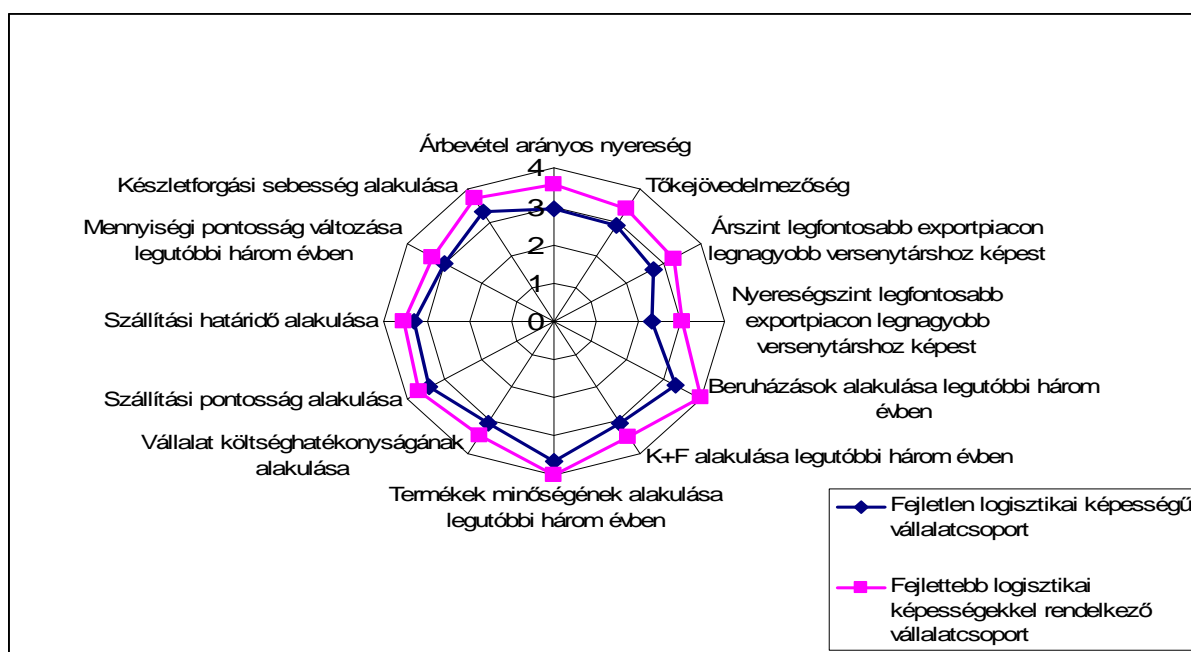 Árbevétel arányos nyereség
Tőkejövedelmezőség
Árszint legfontosabb exportpiacon
legnagyobb versenytárshoz képest
Nyereségszint legfontosabb
exportpiacon legnagyobb
versenytárshoz képest
Beruházások alakulása legutóbbi három
évben
K+F alakulása legutóbbi három évben
Termékek minőségének alakulása
legutóbbi három évben
Vállalat költséghatékonyságának
alakulása
Szállítási pontosság alakulása
Szállítási határidő alakulása
Mennyiségi pontosság változása
legutóbbi három évben
Készletforgási sebesség alakulása
4
3
2
1
0
Fejletlen logisztikai képességű
vállalatcsoport
Fejlettebb logisztikai
képességekkel rendelkező
vállalatcsoport